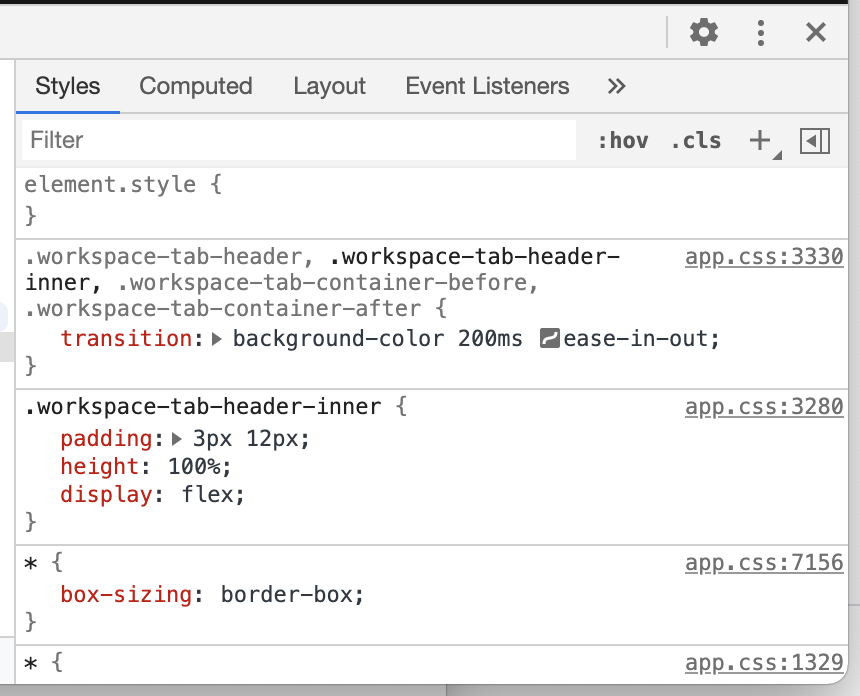 Styles Computed Layout Event Listeners »
Filter :hov .cls +
element.style {
}
.workspace-tab-header, .workspace-tab-header- app.css:3330
inner, .workspace-tab-container-before,
.workspace-tab-container-after {
transition: background-color 200ms ease-in-out;
}
.workspace-tab-header-inner { app.css:3280
padding: 3px 12px;
height: 100%;
display: flex;
}
* { app.css:7156
box-sizing: border-box;
}
* { app.css:1329